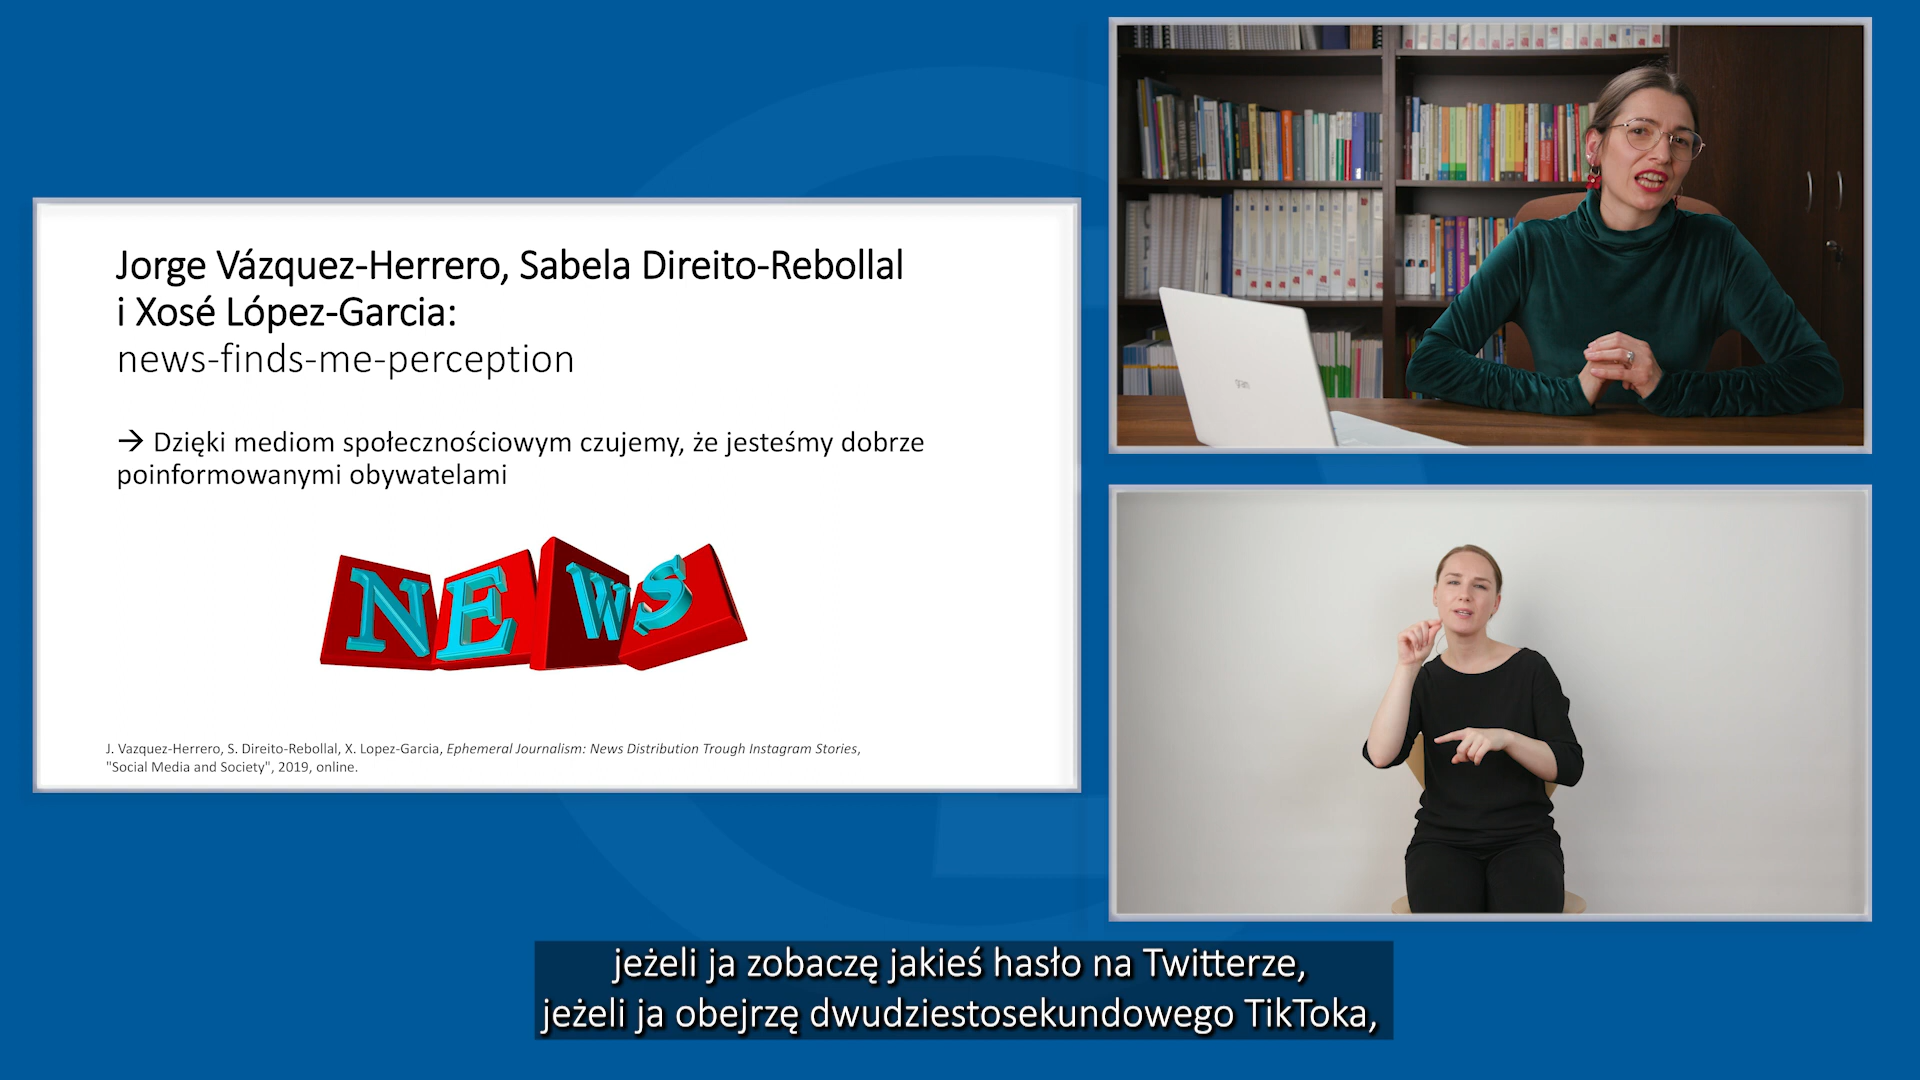 Jorge Vázquez-Herrero, Sabela Direito-Rebollal
i Xosé López-Garcia:
news-finds-me-perception
→ Dzięki mediom społecznościowym czujemy, że jesteśmy dobrze
poinformowanymi obywatelami
NEWS
J. Vazquez-Herrero, S. Direito-Rebollal, X. Lopez-Garcia, Ephemeral Journalism: News Distribution Trough Instagram Stories,
"Social Media and Society", 2019, online.
jeżeli ja zobaczę jakieś hasło na Twitterze,
jeżeli ja obejrzę dwudziestosekundowego TikToka,